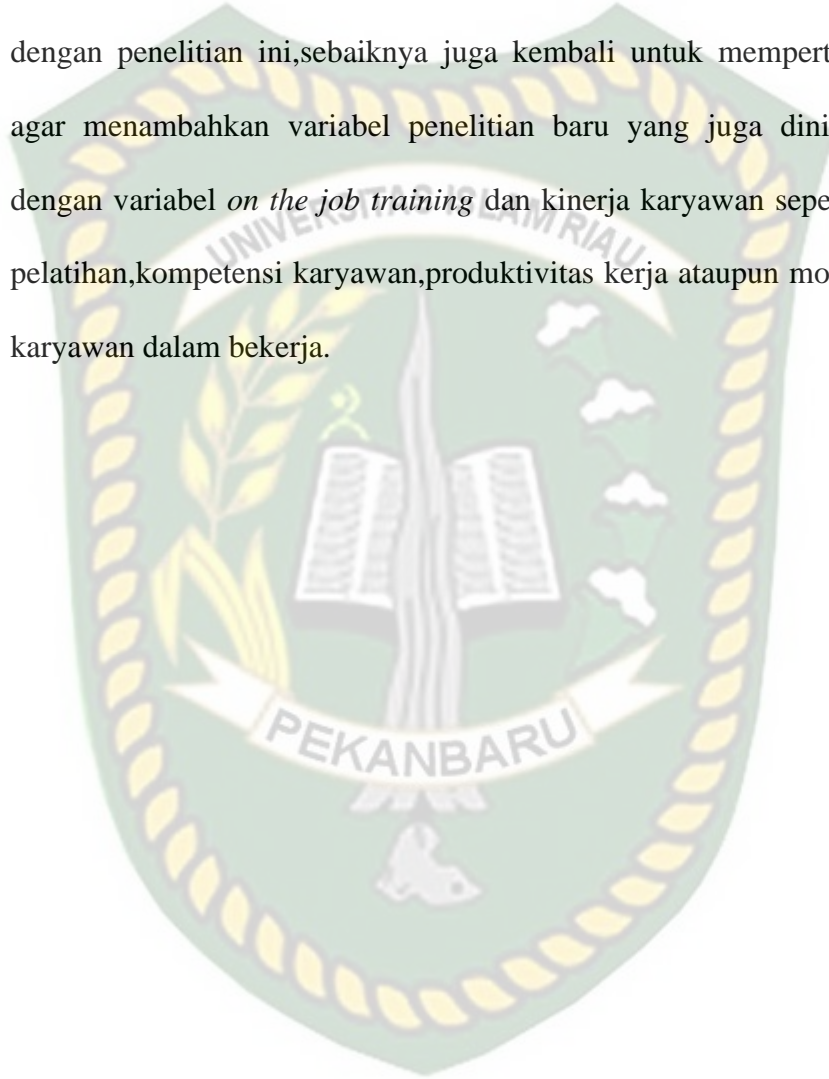 dengan penelitian ini,sebaiknya juga kembali untuk mempert
agar menambahkan variabel penelitian baru yang juga dini
dengan variabel on the job training dan kinerja karyawan sepe
UNIVERSITAS ISLAM RIAU
pelatihan,kompetensi karyawan,produktivitas kerja ataupun mo
karyawan dalam bekerja.
PEKANBARU